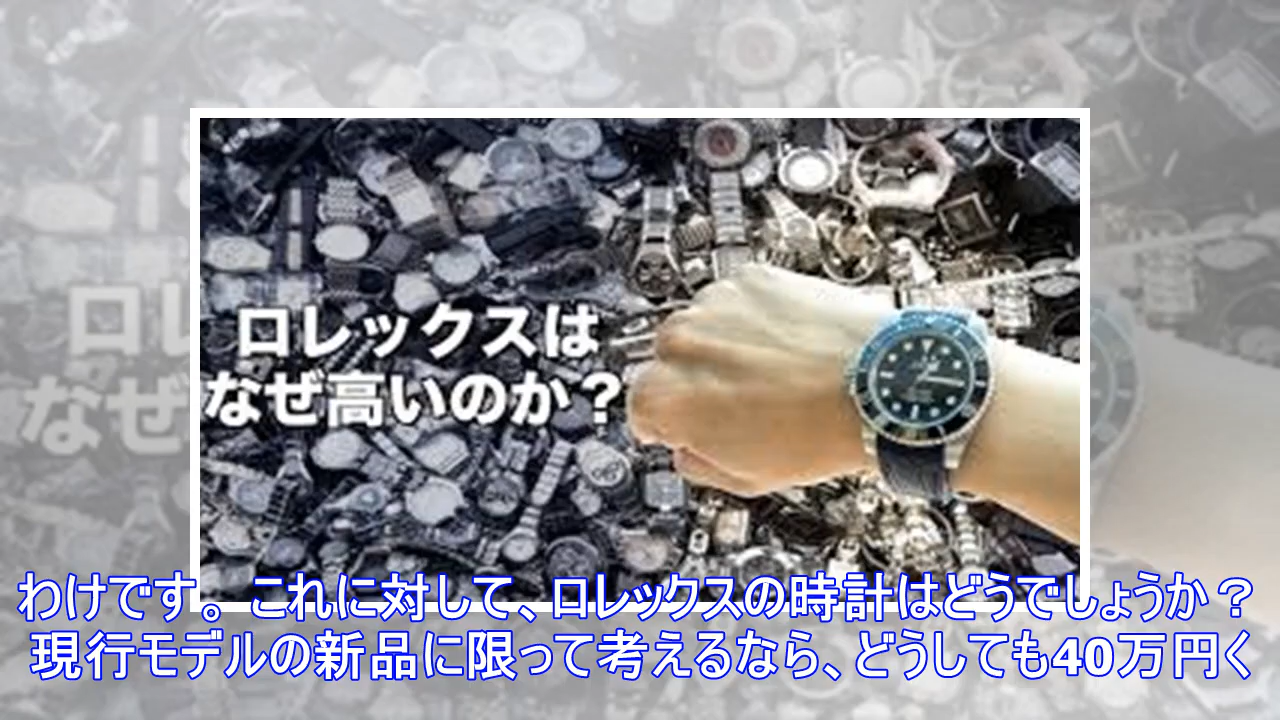 ロレックスは
なぜ高いのか？
わけです。これに対して、ロレックスの時計はどうでしょうか？
現行モデルの新品に限って考えるなら、どうしても40万円く